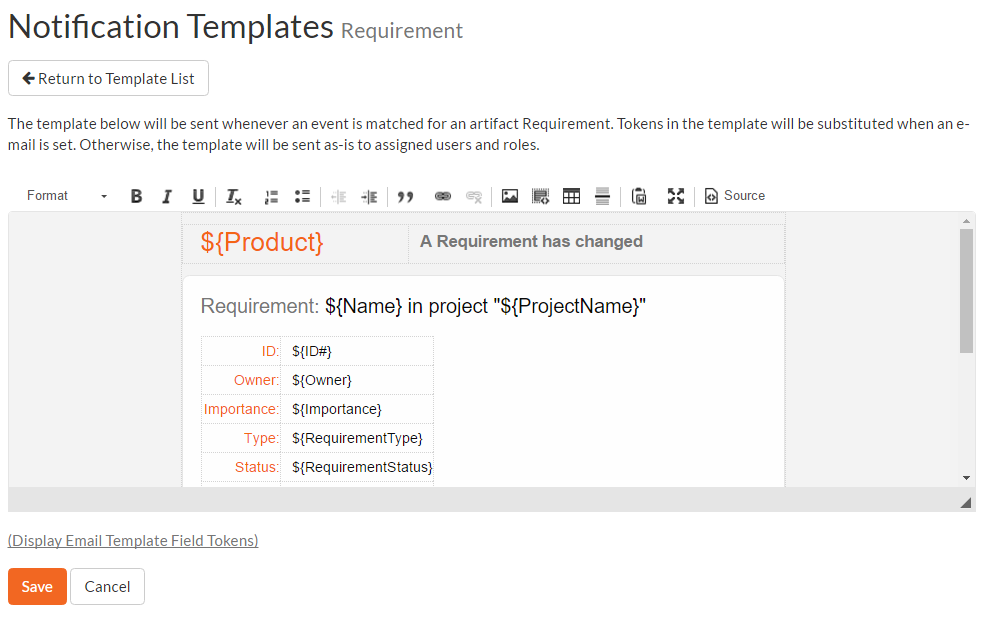 Notification Templates Requirement
Return to Template List
The template below will be sent whenever an event is matched for an artifact Requirement. Tokens in the template will be substituted when an e-
mail is set. Otherwise, the template will be sent as-is to assigned users and roles.
Format B I U Tx Source
${Product} A Requirement has changed
Requirement: ${Name} in project "${ProjectName}"
ID: ${ID#}
Owner: ${Owner}
Importance: ${Importance}
Type: ${RequirementType}
Status: ${RequirementStatus}
(Display Email Template Field Tokens)
Save Cancel